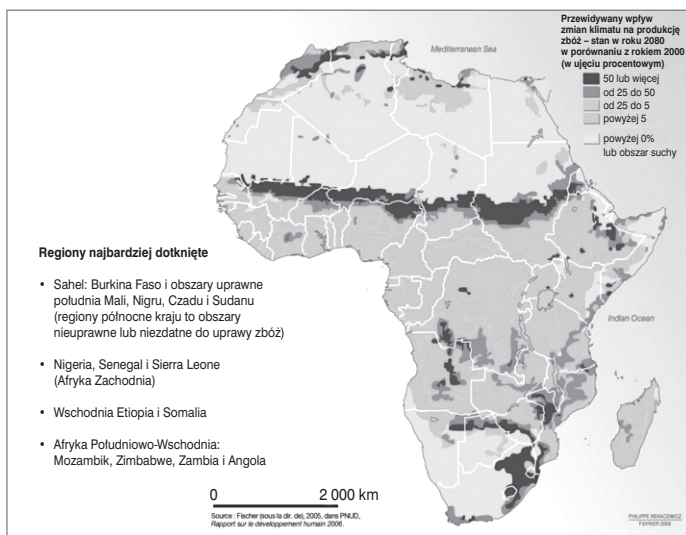 Przewidywany wpływ
zmian klimatu na produkcję
zbóż – stan w roku 2080
w porównaniu z rokiem 2000
(w ujęciu procentowym)
50 lub więcej
od 25 do 50
od 25 do 5
powyżej 5
powyżej 0%
lub obszar suchy
Mediterranean Sea
Regiony najbardziej dotknięte
• Sahel: Burkina Faso i obszary uprawne
południa Mali, Nigru, Czadu i Sudanu
(regiony północne kraju to obszary
nieuprawne lub niezdatne do uprawy zbóż)
• Nigeria, Senegal i Sierra Leone
(Afryka Zachodnia)
• Wschodnia Etiopia i Somalia
• Afryka Południowo-Wschodnia:
Mozambik, Zimbabwe, Zambia i Angola
Indian Ocean
0 2 000 km
Source : Fischer (sous la dir. de), 2005, dans PNUD,
Rapport sur le développement humain 2006.
PHILIPPE REKACEWICZ
FÉVRIER 2008